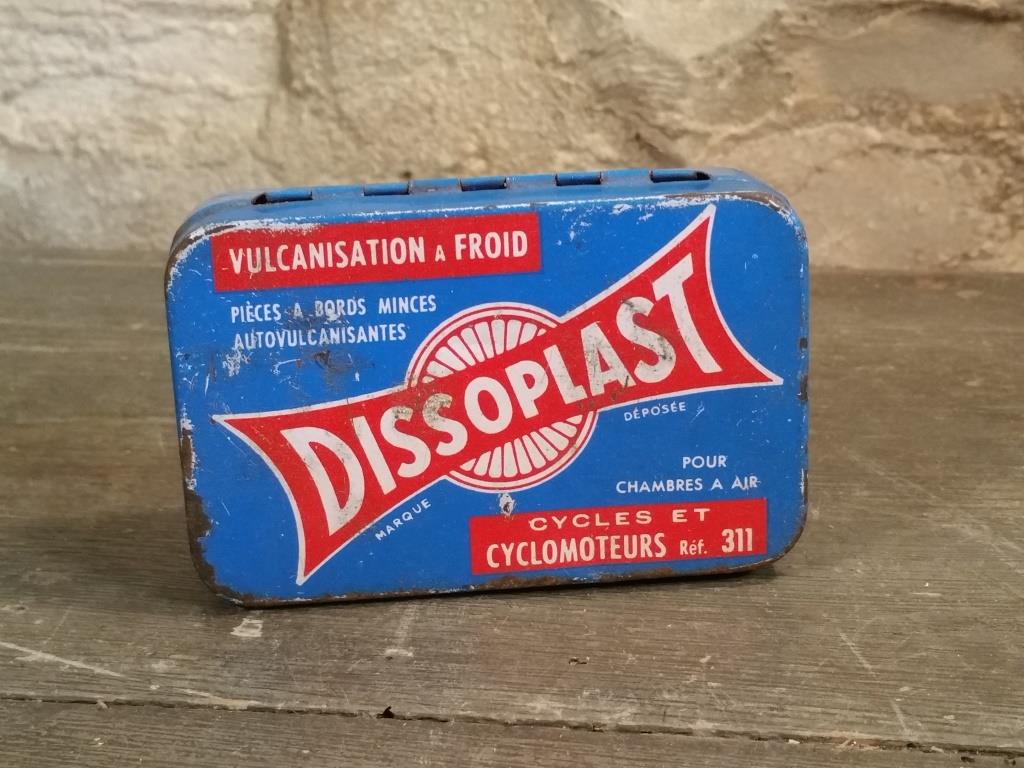 VULCANISATION A FROID
PIÈCES A BORDS MINCES
AUTOVULCANISANTES
DISSOPLAST
MARQUE DÉPOSÉE
POUR
CHAMBRES A AIR
CYCLES ET
CYCLOMOTEURS Réf. 311